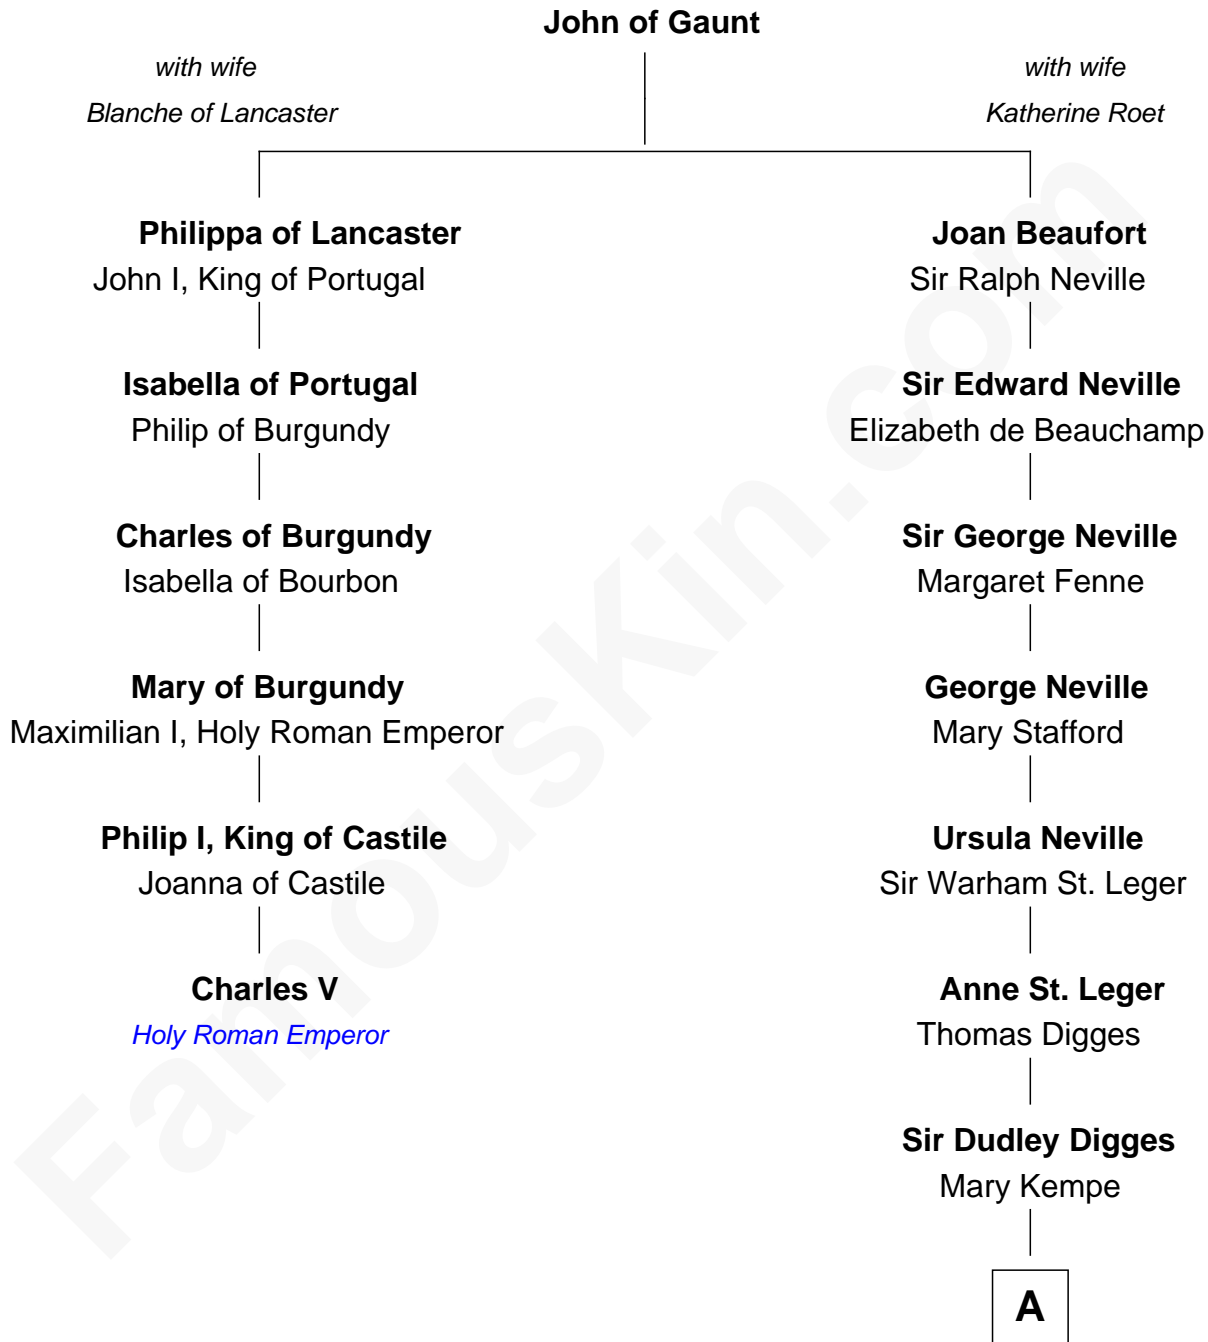 John of Gaunt
with wife
Blanche of Lancaster
with wife
Katherine Roet
Philippa of Lancaster
John I, King of Portugal
Joan Beaufort
Sir Ralph Neville
Isabella of Portugal
Philip of Burgundy
Sir Edward Neville
Elizabeth de Beauchamp
Charles of Burgundy
Isabella of Bourbon
Sir George Neville
Margaret Fenne
Mary of Burgundy
Maximilian I, Holy Roman Emperor
George Neville
Mary Stafford
Philip I, King of Castile
Joanna of Castile
Ursula Neville
Sir Warham St. Leger
Charles V
Holy Roman Emperor
Anne St. Leger
Thomas Digges
Sir Dudley Digges
Mary Kempe
A
FamousKin.com